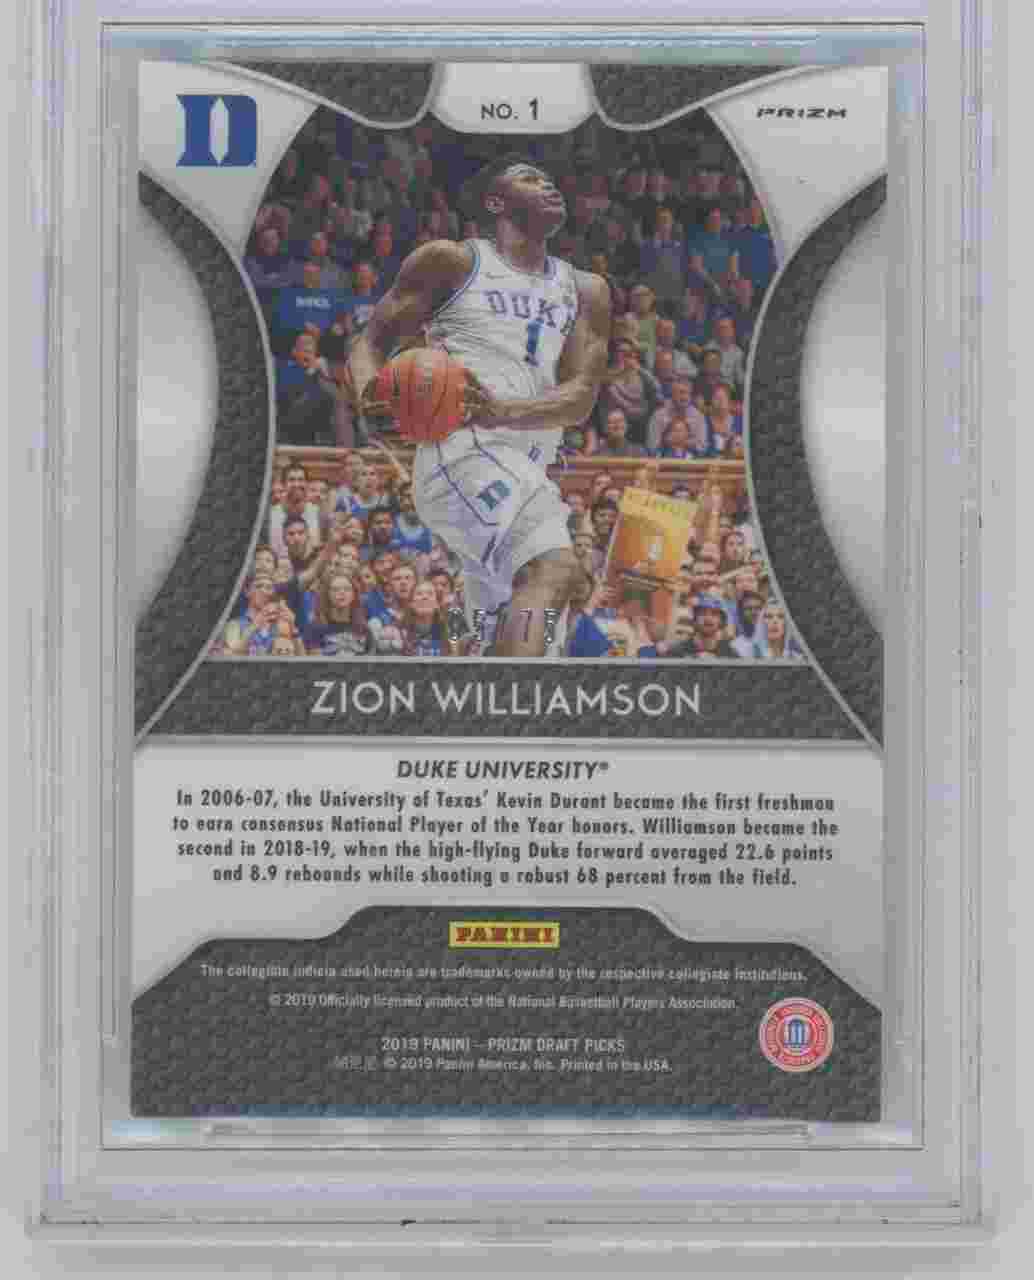 NO. 1
PRIZM
D
DUKE
1
ZION WILLIAMSON
DUKE UNIVERSITY®
In 2006-07, the University of Texas' Kevin Durant became the first freshman
to earn consensus National Player of the Year honors. Williamson became the
second in 2018-19, when the high-flying Duke forward averaged 22.6 points
and 8.9 rebounds while shooting a robust 68 percent from the field.
PANINI
The collegiate indicia used herein are trademarks owned by the respective collegiate institutions.
© 2019 Officially licensed product of the National Basketball Players Association.
2019 PANINI – PRIZM DRAFT PICKS
© 2019 Panini America, Inc. Printed in the USA.